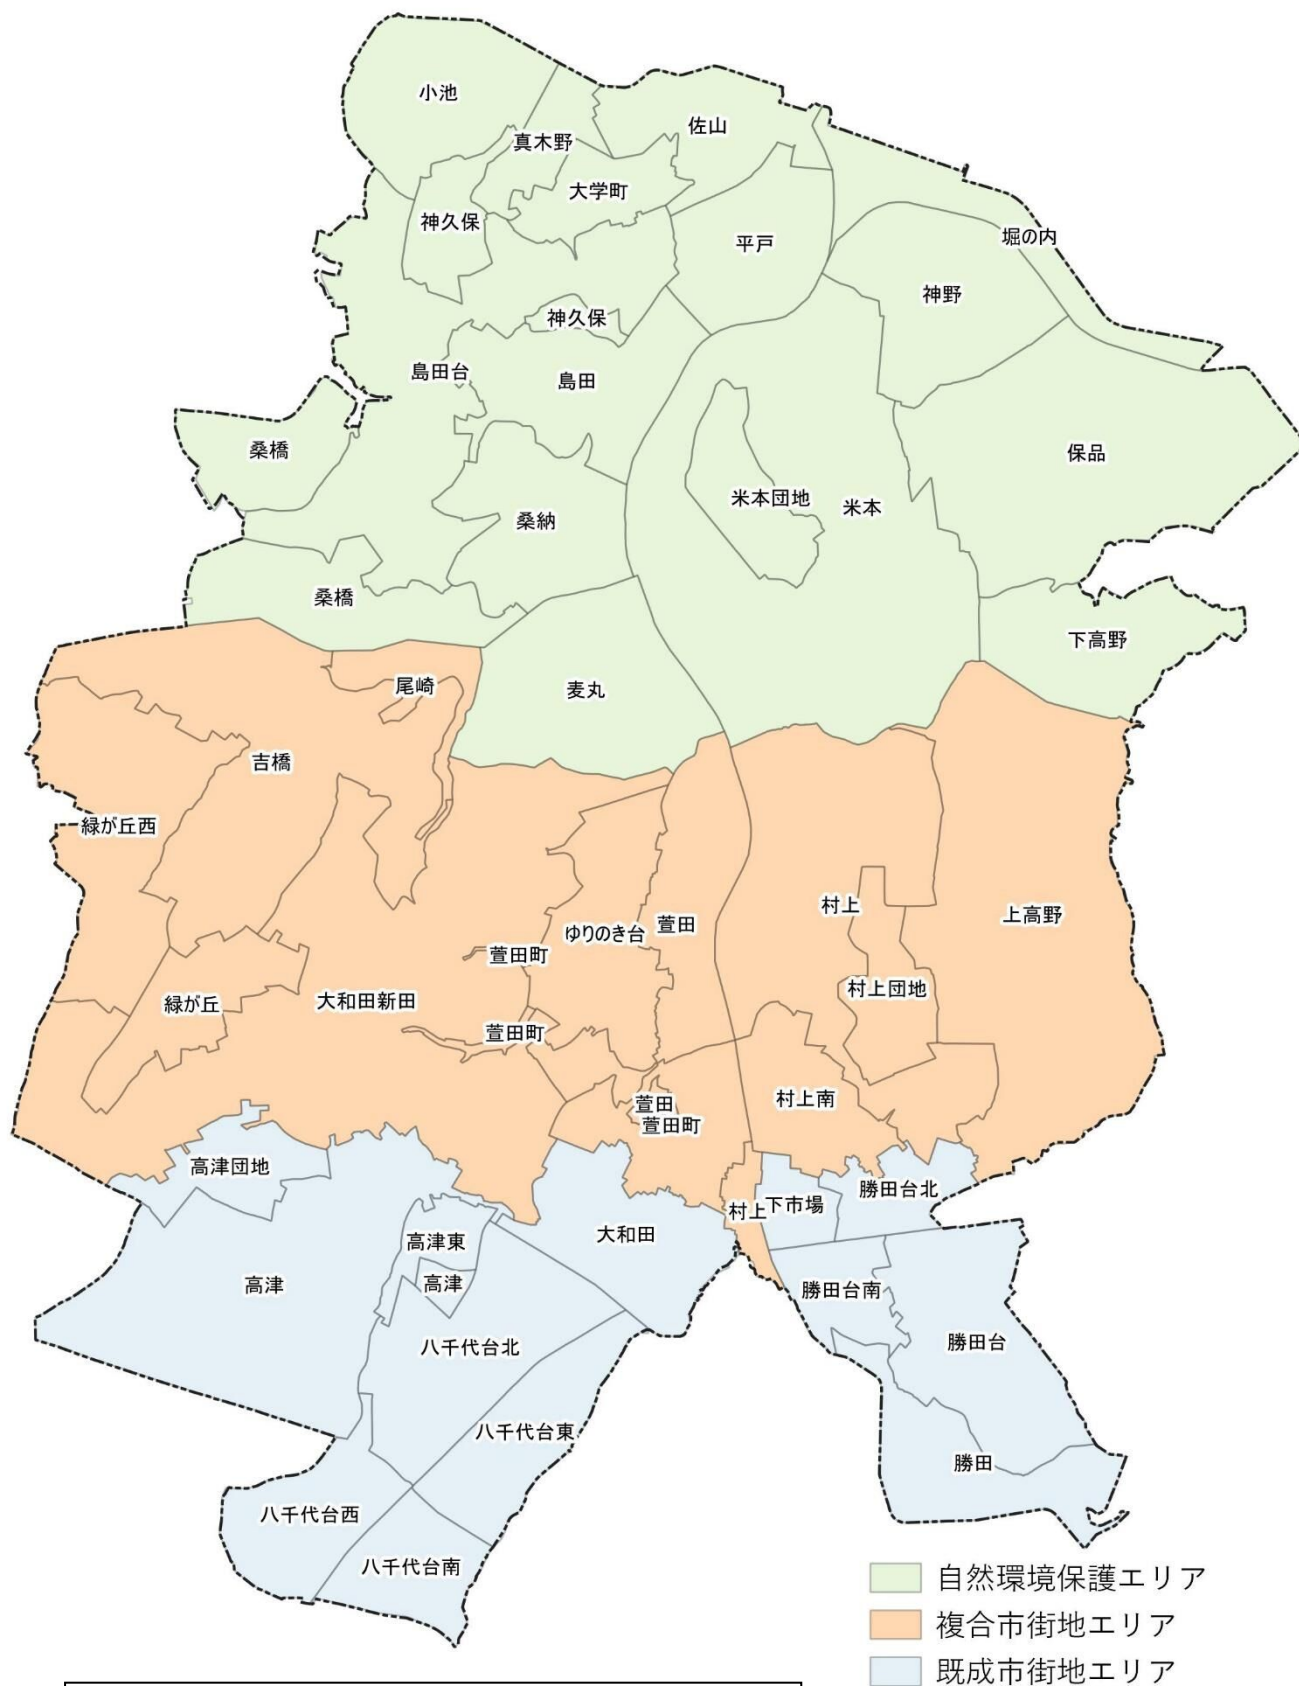 小池
真木野
佐山
大学町
神久保
平戸
堀の内
神野
神久保
島田台
島田
桑橋
保品
米本団地
米本
桑納
桑橋
下高野
麦丸
尾崎
吉橋
緑が丘西
村上
上高野
ゆりのき台
萱田
萱田町
村上団地
緑が丘
大和田新田
萱田町
村上南
萱田
萱田町
高津団地
勝田台北
下市場
村上
大和田
高津東
高津
高津
勝田台南
勝田台
八千代台北
八千代台東
勝田
八千代台西
八千代台南
自然環境保護エリア
複合市街地エリア
既成市街地エリア